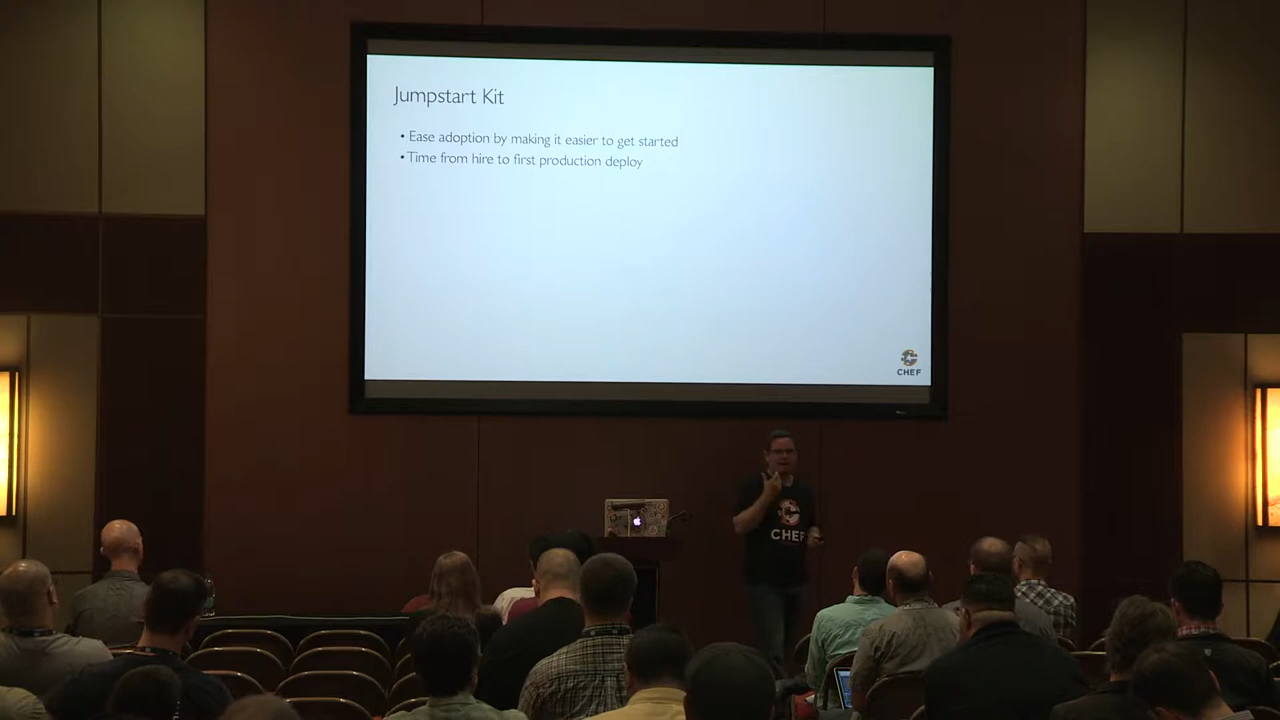 Jumpstart Kit
• Ease adoption by making it easier to get started
• Time from hire to first production deploy
CHEF
CHEF